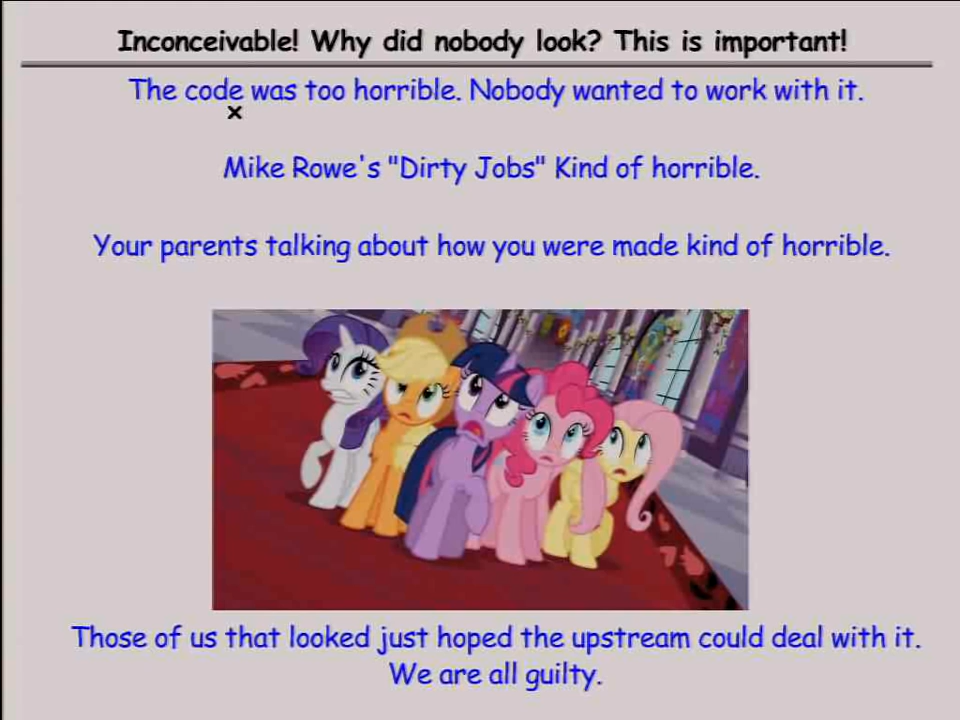 Inconceivable! Why did nobody look? This is important!
The code was too horrible. Nobody wanted to work with it.
Mike Rowe's "Dirty Jobs" Kind of horrible.
Your parents talking about how you were made kind of horrible.
Those of us that looked just hoped the upstream could deal with it.
We are all guilty.